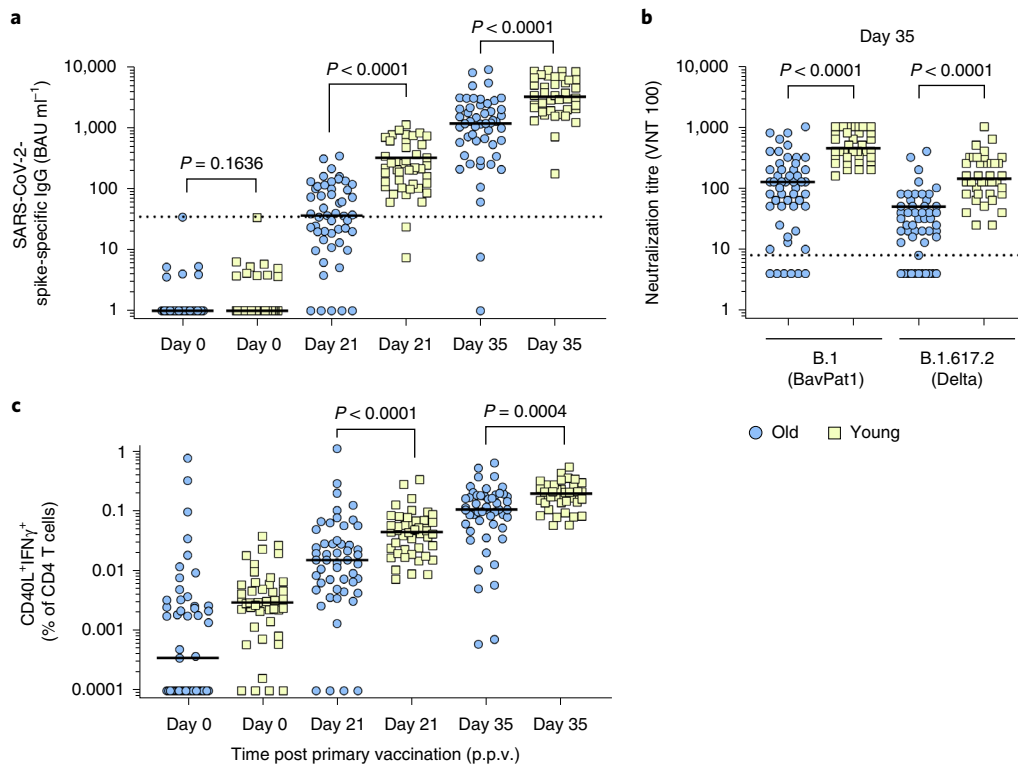 a
P < 0.0001
P < 0.0001
P = 0.1636
SARS-CoV-2-
spike-specific IgG (BAU ml⁻¹)
10,000
1,000
100
10
1
Day 0
Day 0
Day 21
Day 21
Day 35
Day 35
b
Day 35
P < 0.0001
P < 0.0001
Neutralization titre (VNT 100)
10,000
1,000
100
10
1
B.1
(BavPat1)
B.1.617.2
(Delta)
Old
Young
c
P < 0.0001
P = 0.0004
CD40L⁺IFNγ⁺
(% of CD4 T cells)
1
0.1
0.01
0.001
0.0001
Day 0
Day 0
Day 21
Day 21
Day 35
Day 35
Time post primary vaccination (p.p.v.)